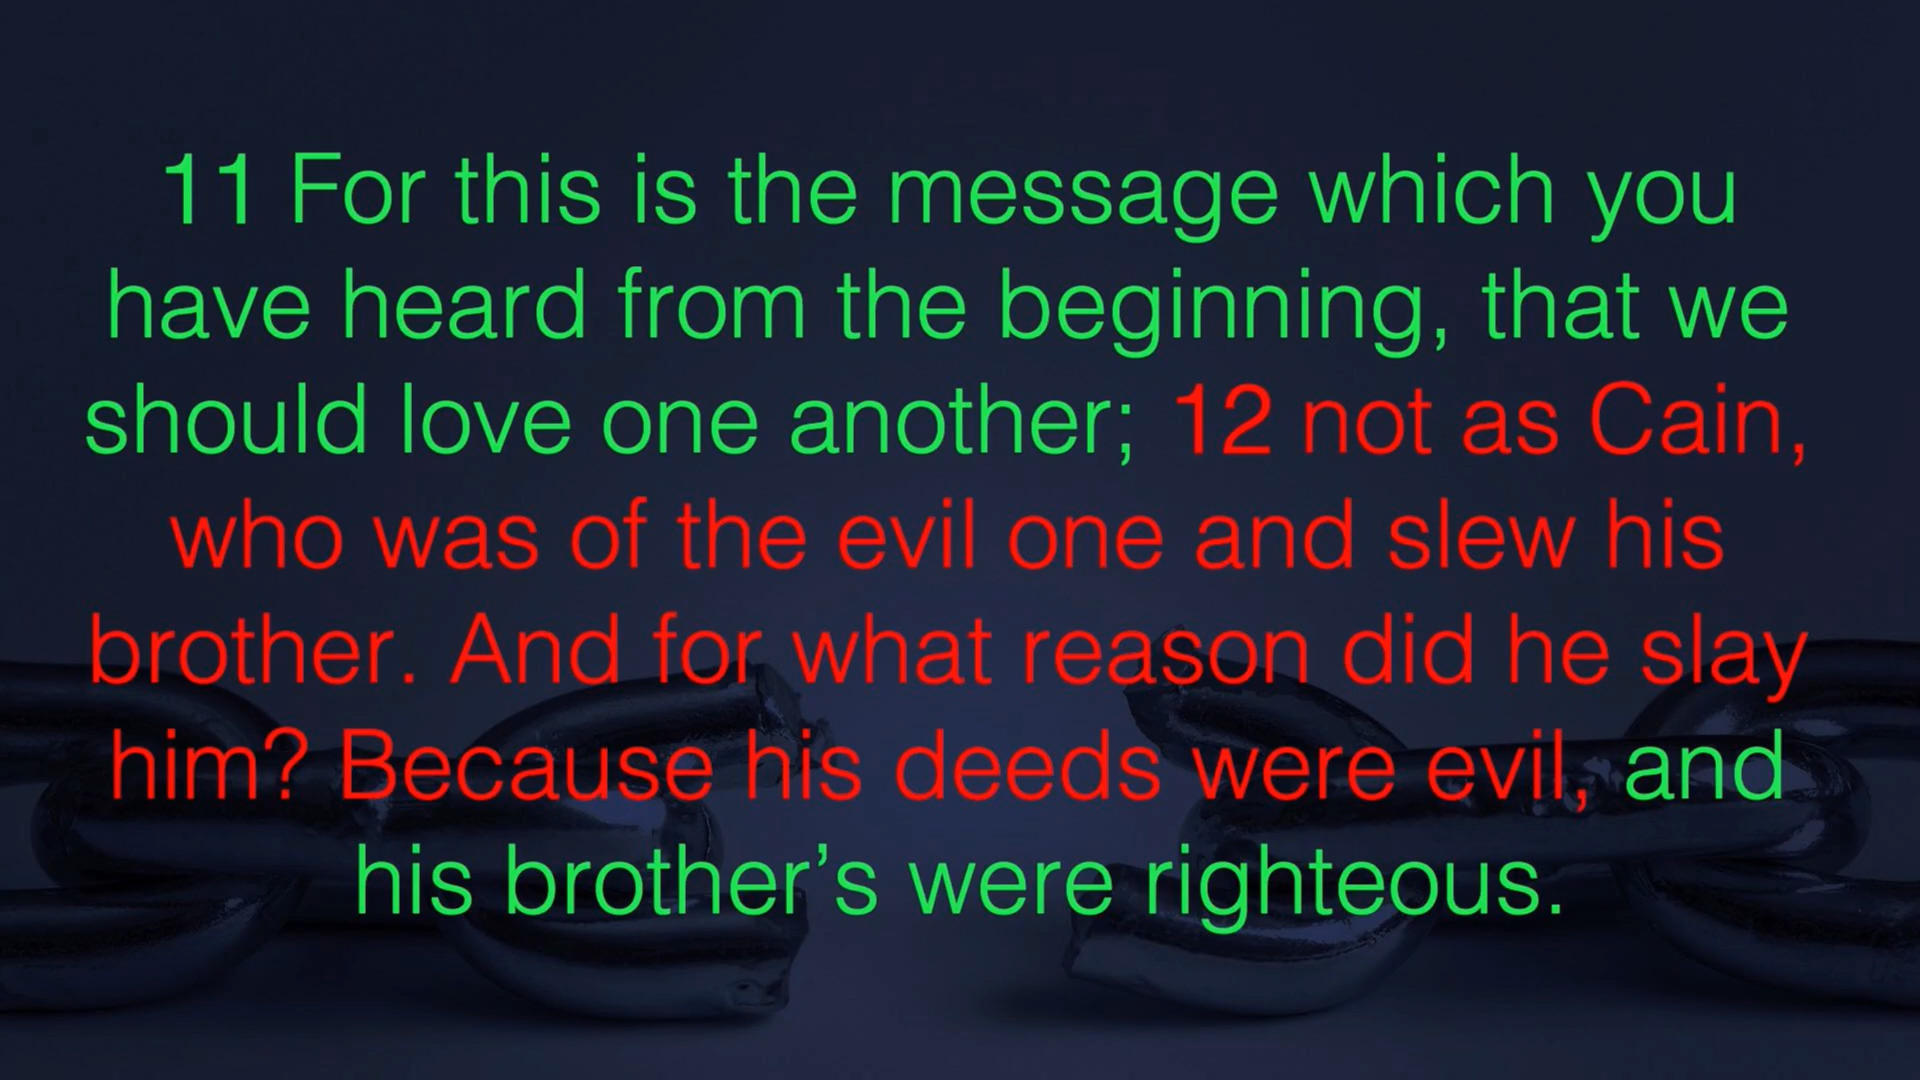 11 For this is the message which you
have heard from the beginning, that we
should love one another; 12 not as Cain,
who was of the evil one and slew his
brother. And for what reason did he slay
him? Because his deeds were evil, and
his brother’s were righteous.